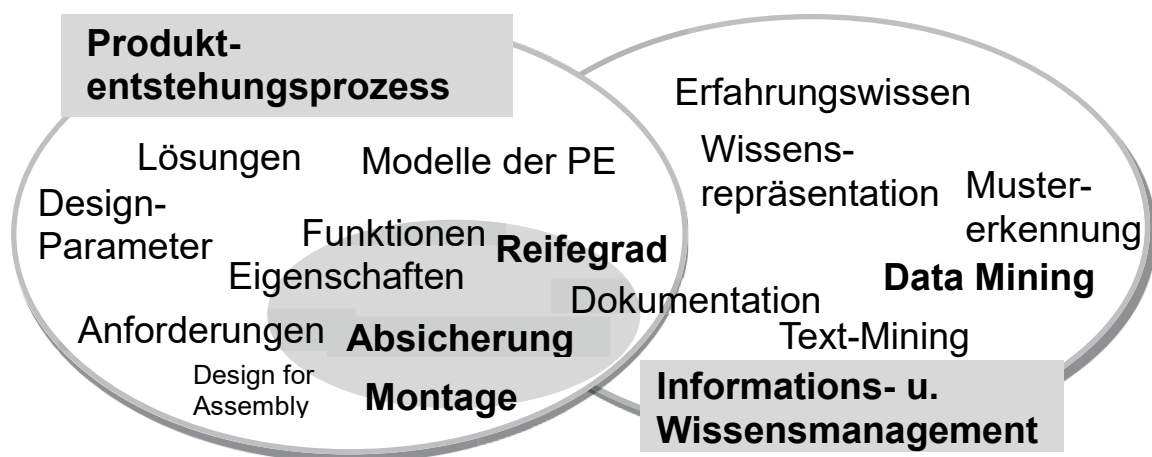 Produkt-
entstehungsprozess
Erfahrungswissen
Lösungen
Modelle der PE
Wissens-
repräsentation
Muster-
erkennung
Design-
Parameter
Funktionen
Reifegrad
Eigenschaften
Data Mining
Dokumentation
Anforderungen
Absicherung
Text-Mining
Design for
Assembly
Montage
Informations- u.
Wissensmanagement